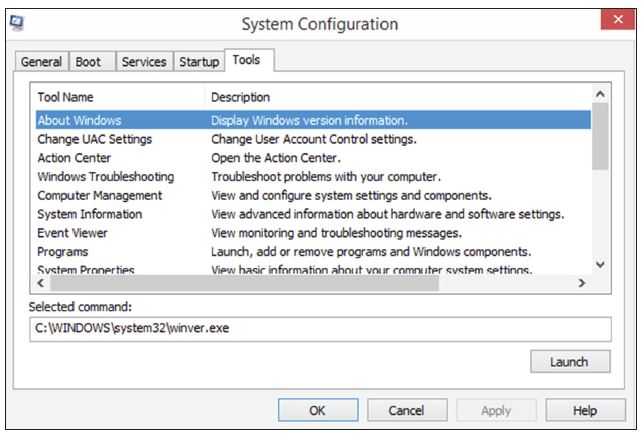 System Configuration
General Boot Services Startup Tools
Tool Name Description
About Windows Display Windows version information.
Change UAC Settings Change User Account Control settings.
Action Center Open the Action Center.
Windows Troubleshooting Troubleshoot problems with your computer.
Computer Management View and configure system settings and components.
System Information View advanced information about hardware and software settings.
Event Viewer View monitoring and troubleshooting messages.
Programs Launch, add or remove programs and Windows components.
System Properties View basic information about your computer system settings.
Selected command:
C:\WINDOWS\system32\winver.exe
Launch
OK Cancel Apply Help